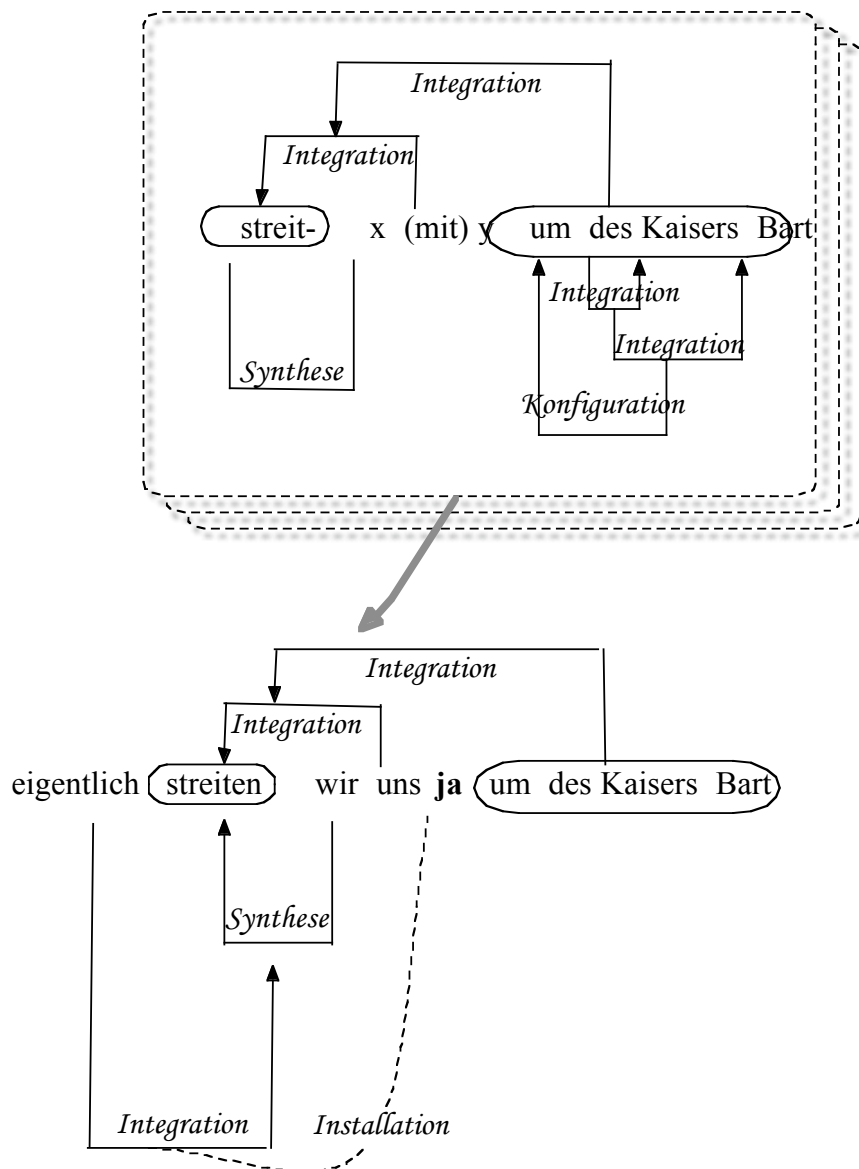 Integration
Integration
streit- x (mit) y um des Kaisers Bart
Integration
Integration
Synthese
Konfiguration
Integration
Integration
eigentlich streiten wir uns ja um des Kaisers Bart
Synthese
Integration Installation